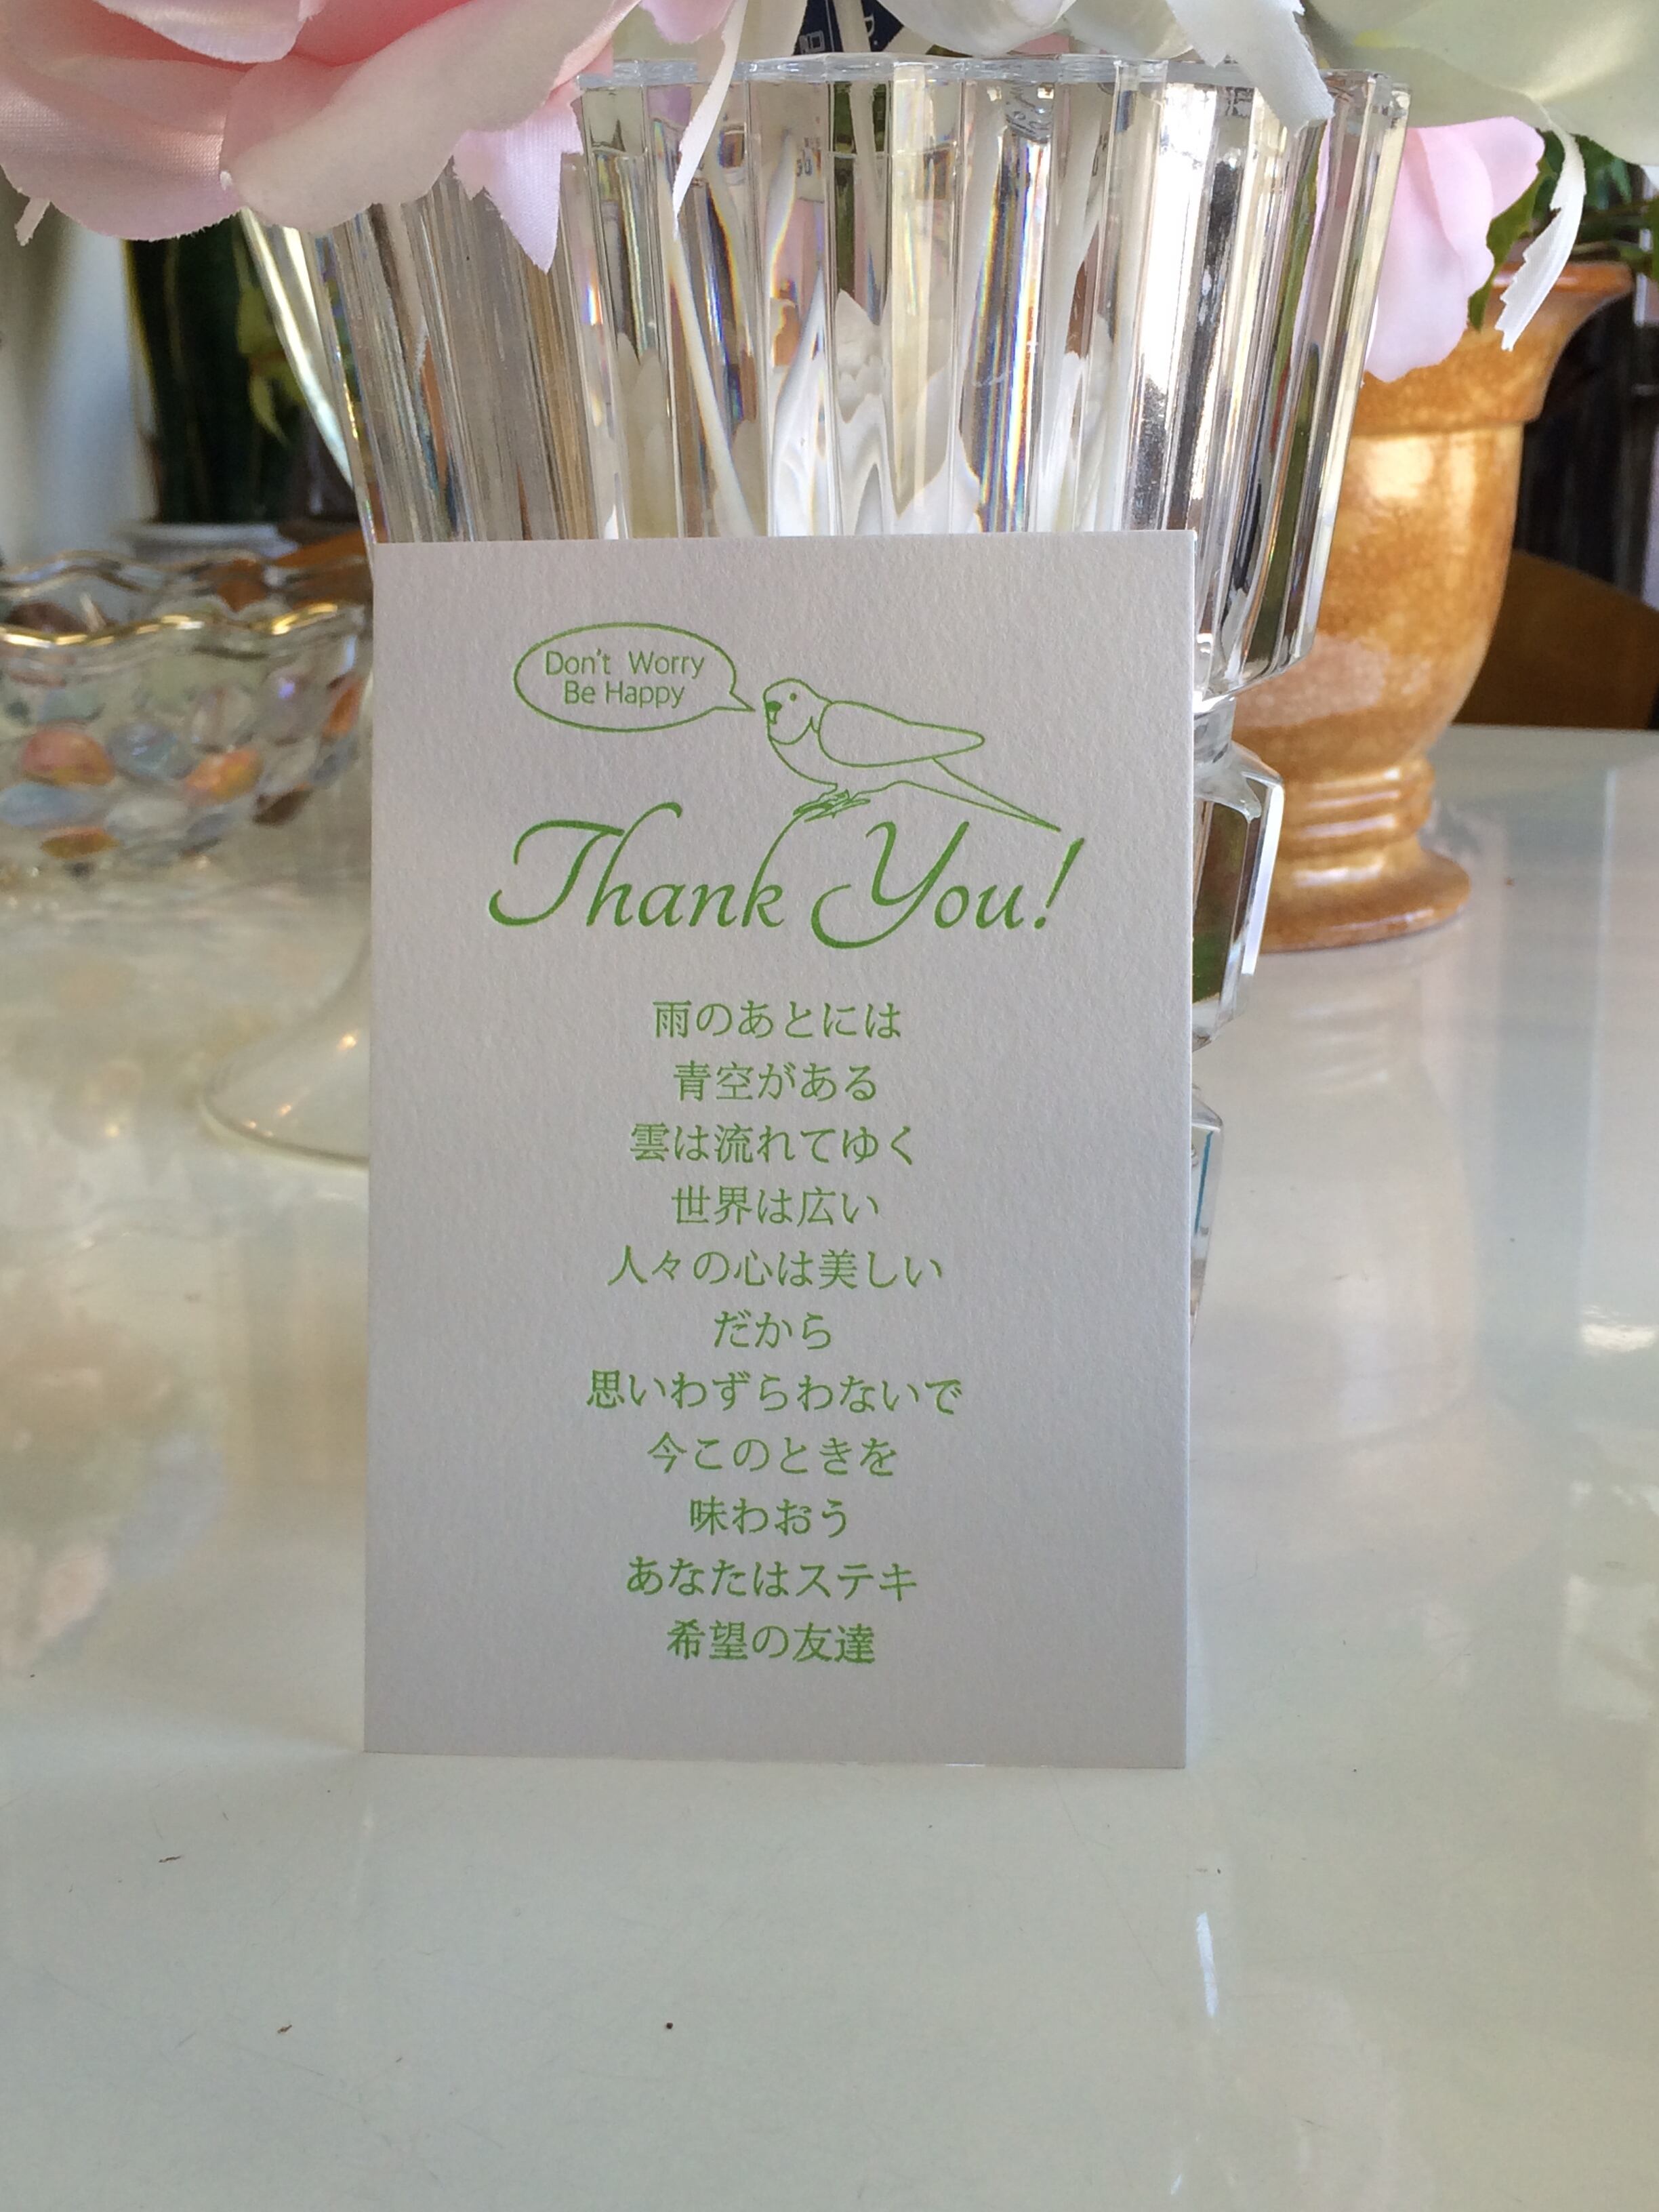 Don't Worry
Be Happy
Thank You!
雨のあとには
青空がある
雲は流れてゆく
世界は広い
人々の心は美しい
だから
思いわずらわないで
今このときを
味わおう
あなたはステキ
希望の友達